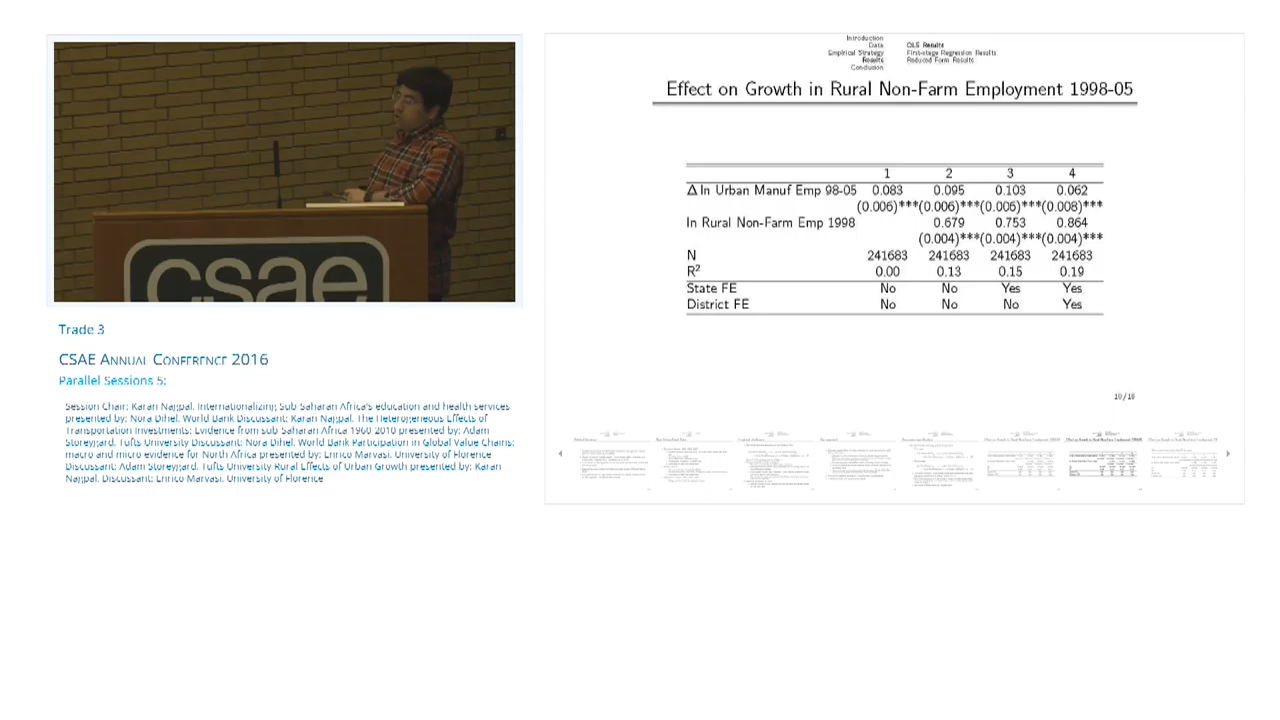 csae
Trade 3
CSAE Annual Conference 2016
Parallel Sessions 5:
Session Chair: Karan Nagpal. Internationalizing Sub Saharan Africa's education and health services
presented by: Nora Dihel. World Bank Discussant: Karan Nagpal. The Heterogeneous Effects of
Transportation Investments: Evidence from sub Saharan Africa 1960 2010 presented by: Adam
Storeygard. Tufts University Discussant: Nora Dihel. World Bank Participation in Global Value Chains:
macro and micro evidence for North Africa presented by: Enrico Marvasi. University of Florence
Discussant: Adam Storeygard. Tufts University Rural Effects of Urban Growth presented by: Karan
Nagpal. Discussant: Enrico Marvasi. University of Florence
Introduction
Data
Empirical Strategy
Results
Conclusion
OLS Results
First-stage Regression Results
Reduced Form Results
Effect on Growth in Rural Non-Farm Employment 1998-05
1 2 3 4
Δ ln Urban Manuf Emp 98-05 0.083 0.095 0.103 0.062
(0.006)*** (0.006)*** (0.006)*** (0.008)***
ln Rural Non-Farm Emp 1998 0.679 0.753 0.864
(0.004)*** (0.004)*** (0.004)***
N 241683 241683 241683 241683
R² 0.00 0.13 0.15 0.19
State FE No No Yes Yes
District FE No No No Yes